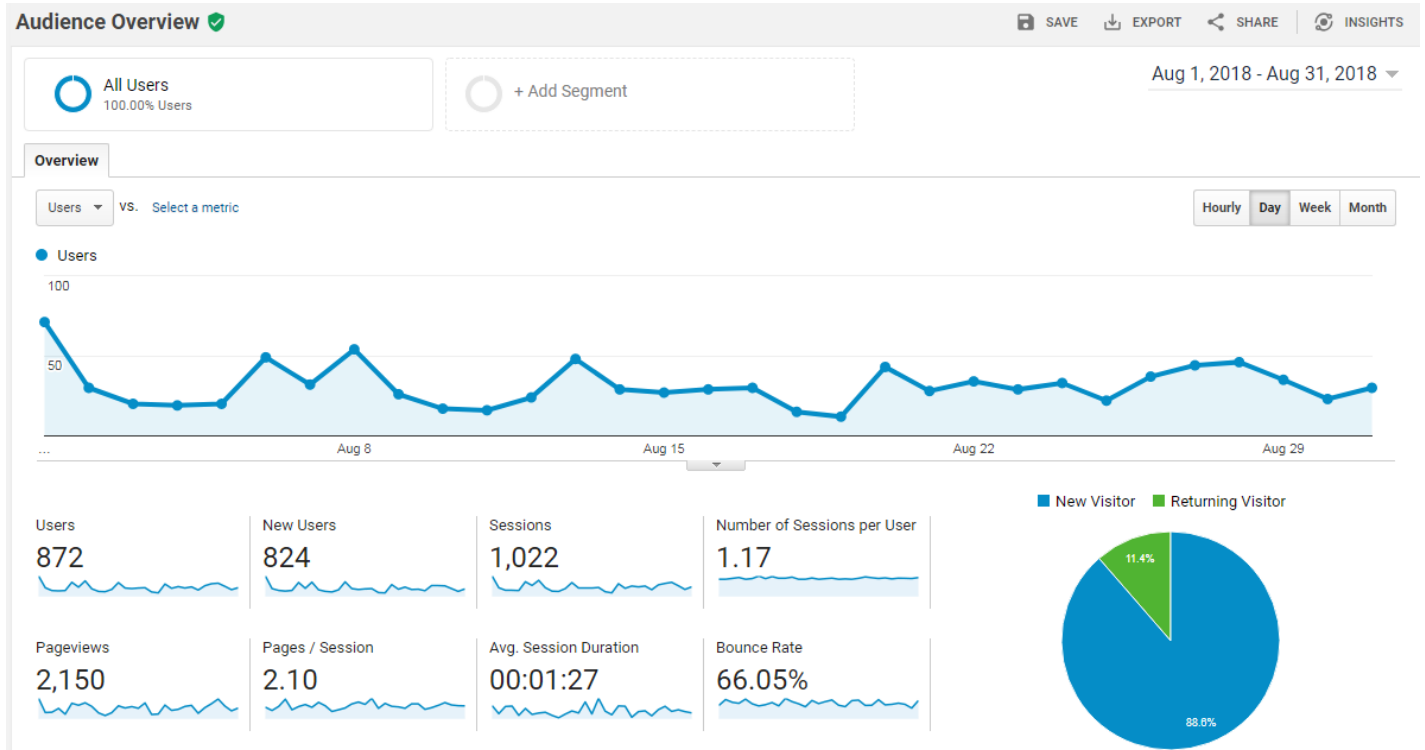 Audience Overview
SAVE EXPORT SHARE INSIGHTS
All Users
100.00% Users
+ Add Segment
Aug 1, 2018 - Aug 31, 2018
Overview
Users VS. Select a metric
Hourly Day Week Month
Users
100
50
... Aug 8 Aug 15 Aug 22 Aug 29
New Visitor Returning Visitor
Users New Users Sessions Number of Sessions per User
872 824 1,022 1.17
11.4%
Pageviews Pages / Session Avg. Session Duration Bounce Rate
2,150 2.10 00:01:27 66.05%
88.6%